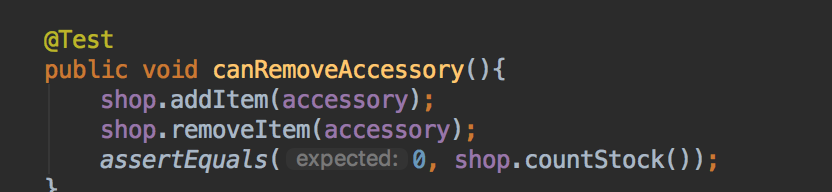 @Test
public void canRemoveAccessory(){
shop.addItem(accessory);
shop.removeItem(accessory);
assertEquals( expected: 0, shop.countStock());
}